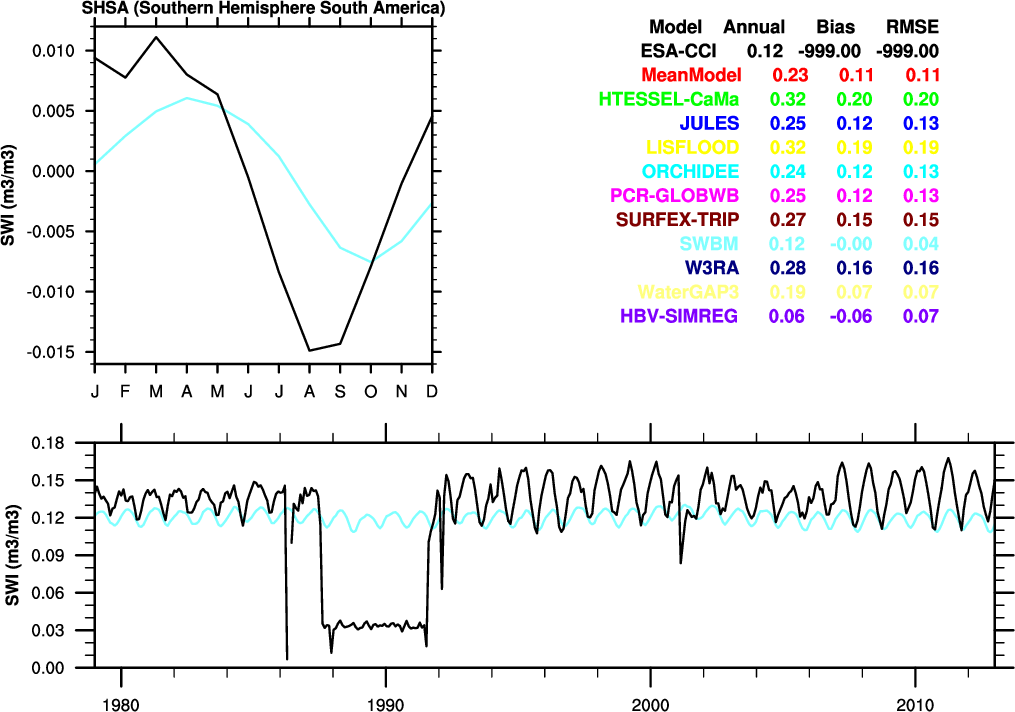 SHSA (Southern Hemisphere South America)
0.010
0.005
0.000
-0.005
-0.010
-0.015
SWI (m3/m3)
J F M A M J J A S O N D
Model Annual Bias RMSE
ESA-CCI 0.12 -999.00 -999.00
MeanModel 0.23 0.11 0.11
HTESSEL-CaMa 0.32 0.20 0.20
JULES 0.25 0.12 0.13
LISFLOOD 0.32 0.19 0.19
ORCHIDEE 0.24 0.12 0.13
PCR-GLOBWB 0.25 0.12 0.13
SURFEX-TRIP 0.27 0.15 0.15
SWBM 0.12 -0.00 0.04
W3RA 0.28 0.16 0.16
WaterGAP3 0.19 0.07 0.07
HBV-SIMREG 0.06 -0.06 0.07
0.18
0.15
0.12
0.09
0.06
0.03
0.00
SWI (m3/m3)
1980 1990 2000 2010